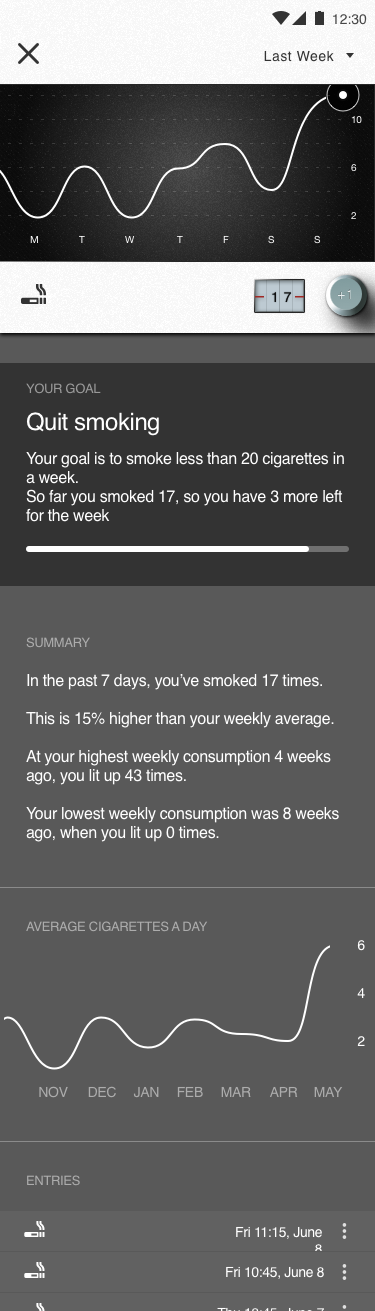 12:30
Last Week
10
6
2
M T W T F S S
17
+1
YOUR GOAL
Quit smoking
Your goal is to smoke less than 20 cigarettes in
a week.
So far you smoked 17, so you have 3 more left
for the week
SUMMARY
In the past 7 days, you’ve smoked 17 times.
This is 15% higher than your weekly average.
At your highest weekly consumption 4 weeks
ago, you lit up 43 times.
Your lowest weekly consumption was 8 weeks
ago, when you lit up 0 times.
AVERAGE CIGARETTES A DAY
6
4
2
NOV DEC JAN FEB MAR APR MAY
ENTRIES
Fri 11:15, June
8
Fri 10:45, June 8